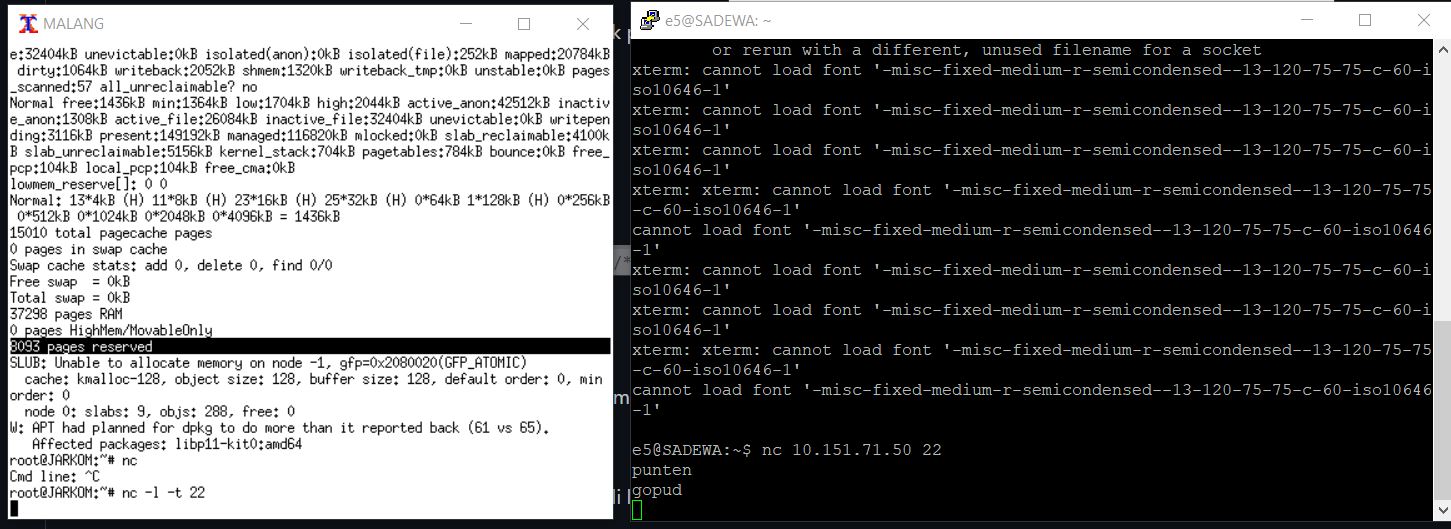 MALANG
e:32404kB unevictable:0kB isolated(anon):0kB isolated(file):252kB mapped:20784kB
dirty:1064kB writeback:2052kB shmem:1320kB writeback_tmp:0kB unstable:0kB pages
_scanned:57 all_unreclaimable? no
Normal free:1436kB min:1364kB low:1704kB high:2044kB active_anon:42512kB inactiv
e_anon:1308kB active_file:26084kB inactive_file:32404kB unevictable:0kB writepen
ding:3116kB present:149192kB managed:116820kB mlocked:0kB slab_reclaimable:4100k
B slab_unreclaimable:5156kB kernel_stack:704kB pagetables:784kB bounce:0kB free_
pcp:104kB local_pcp:104kB free_cma:0kB
lowmem_reserve[]: 0 0
Normal: 13*4kB (H) 11*8kB (H) 23*16kB (H) 25*32kB (H) 0*64kB 1*128kB (H) 0*256kB
0*512kB 0*1024kB 0*2048kB 0*4096kB = 1436kB
15010 total pagecache pages
0 pages in swap cache
Swap cache stats: add 0, delete 0, find 0/0
Free swap  = 0kB
Total swap = 0kB
37298 pages RAM
0 pages HighMem/MovableOnly
8093 pages reserved
SLUB: Unable to allocate memory on node -1, gfp=0x2080020(GFP_ATOMIC)
cache: kmalloc-128, object size: 128, buffer size: 128, default order: 0, min
order: 0
node 0: slabs: 9, objs: 288, free: 0
W: APT had planned for dpkg to do more than it reported back (61 vs 65).
Affected packages: libp11-kit0:amd64
root@JARKOM:~# nc
Cmd line: ^C
root@JARKOM:~# nc -l -t 22
e5@SADEWA: ~
or rerun with a different, unused filename for a socket
xterm: cannot load font '-misc-fixed-medium-r-semicondensed--13-120-75-75-c-60-i
so10646-1'
xterm: cannot load font '-misc-fixed-medium-r-semicondensed--13-120-75-75-c-60-i
so10646-1'
xterm: cannot load font '-misc-fixed-medium-r-semicondensed--13-120-75-75-c-60-i
so10646-1'
xterm: xterm: cannot load font '-misc-fixed-medium-r-semicondensed--13-120-75-75
-c-60-iso10646-1'
cannot load font '-misc-fixed-medium-r-semicondensed--13-120-75-75-c-60-iso10646
-1'
xterm: cannot load font '-misc-fixed-medium-r-semicondensed--13-120-75-75-c-60-i
so10646-1'
xterm: cannot load font '-misc-fixed-medium-r-semicondensed--13-120-75-75-c-60-i
so10646-1'
xterm: xterm: cannot load font '-misc-fixed-medium-r-semicondensed--13-120-75-75
-c-60-iso10646-1'
cannot load font '-misc-fixed-medium-r-semicondensed--13-120-75-75-c-60-iso10646
-1'
e5@SADEWA:~$ nc 10.151.71.50 22
punten
gopud